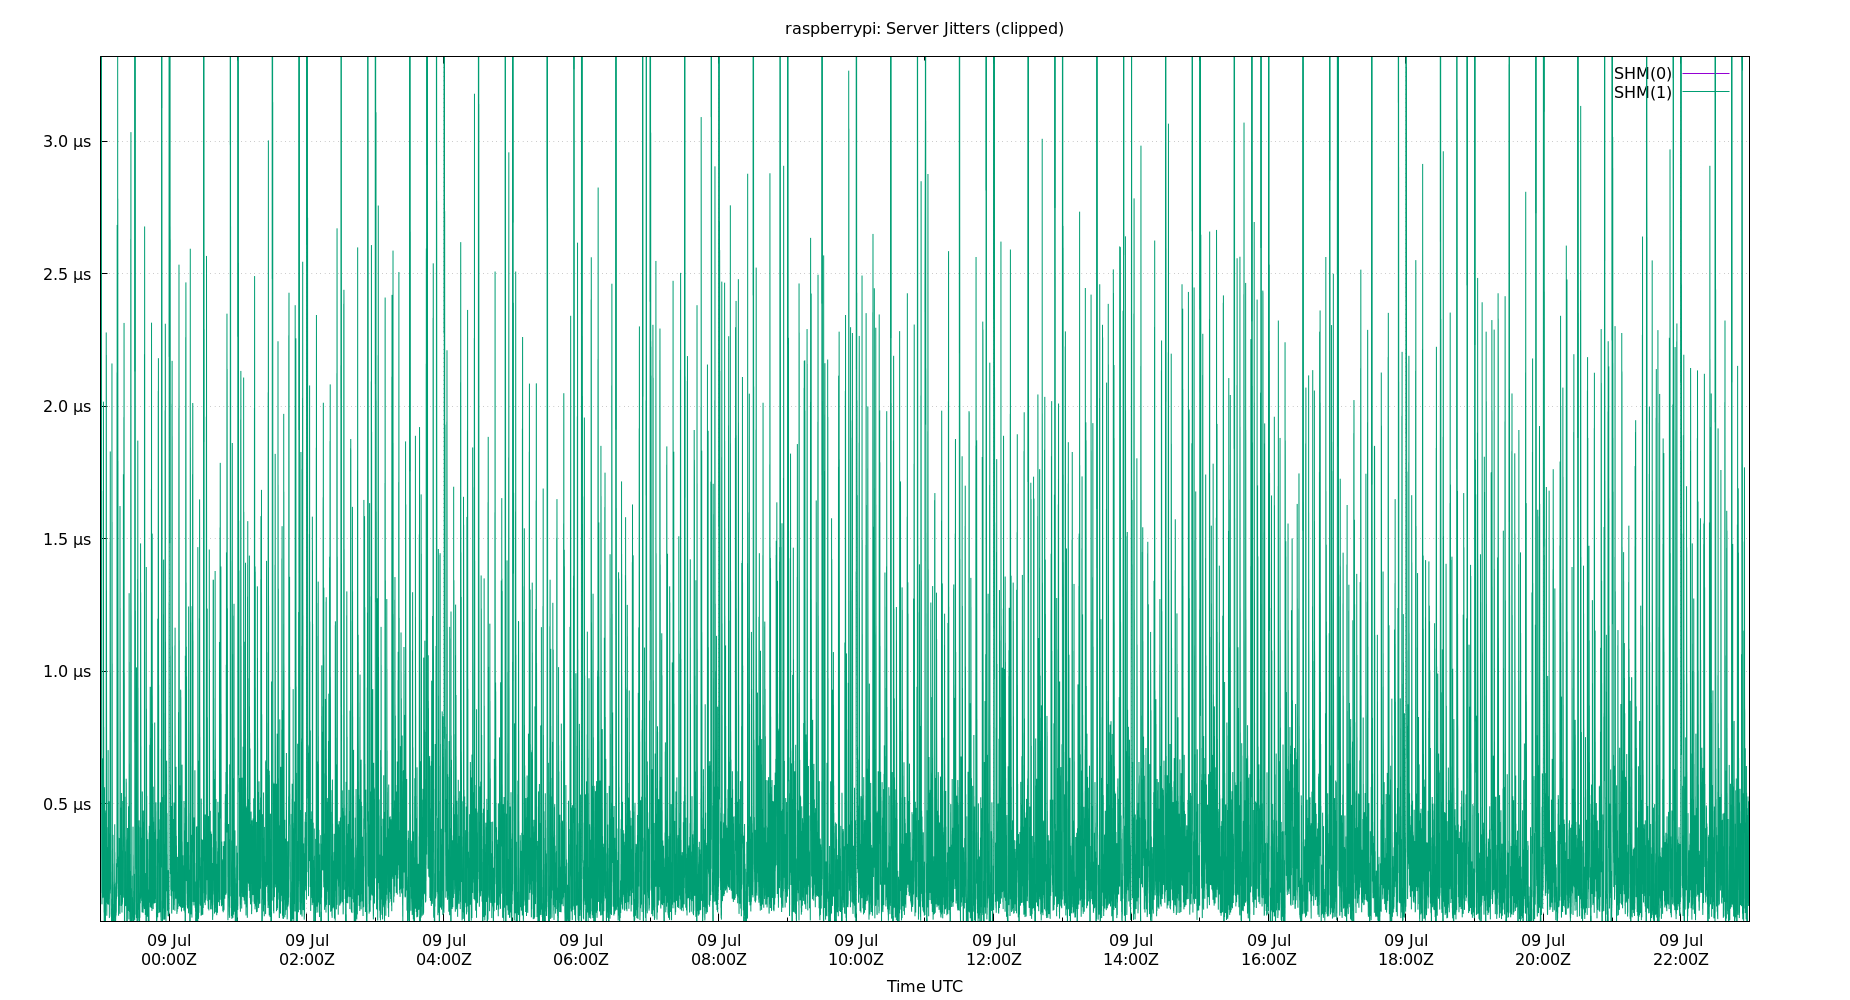 raspberrypi: Server Jitters (clipped)
SHM(0)
SHM(1)
3.0 µs
2.5 µs
2.0 µs
1.5 µs
1.0 µs
0.5 µs
09 Jul 09 Jul 09 Jul 09 Jul 09 Jul 09 Jul 09 Jul 09 Jul 09 Jul 09 Jul 09 Jul 09 Jul
00:00Z 02:00Z 04:00Z 06:00Z 08:00Z 10:00Z 12:00Z 14:00Z 16:00Z 18:00Z 20:00Z 22:00Z
Time UTC